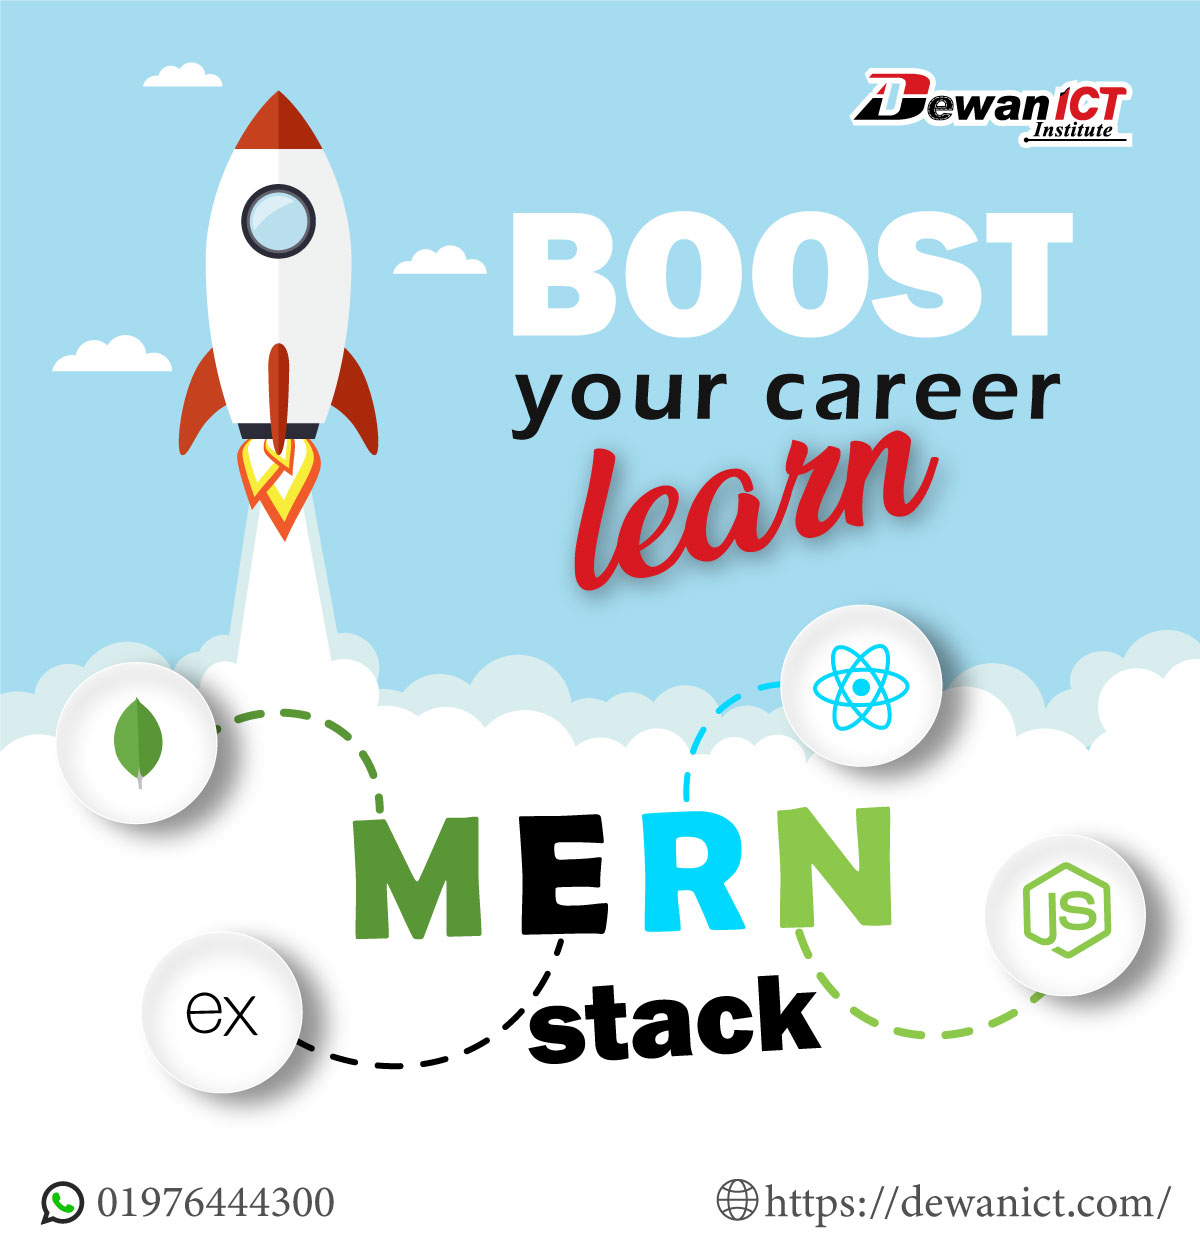 Dewan ICT
Institute
BOOST
your career
learn
MERN
JS
ex
stack
01976444300
https://dewanict.com/